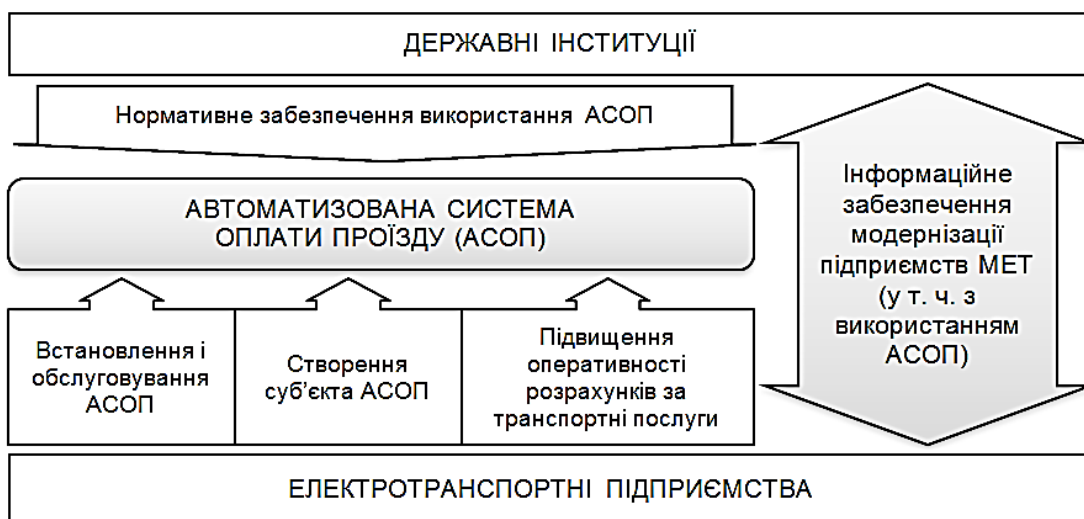 ДЕРЖАВНІ ІНСТИТУЦІЇ
Нормативне забезпечення використання АСОП
АВТОМАТИЗОВАНА СИСТЕМА
ОПЛАТИ ПРОЇЗДУ (АСОП)
Встановлення і
обслуговування
АСОП
Створення
суб’єкта АСОП
Підвищення
оперативності
розрахунків за
транспортні послуги
Інформаційне
забезпечення
модернізації
підприємств МЕТ
(у т. ч. з
використанням
АСОП)
ЕЛЕКТРОТРАНСПОРТНІ ПІДПРИЄМСТВА